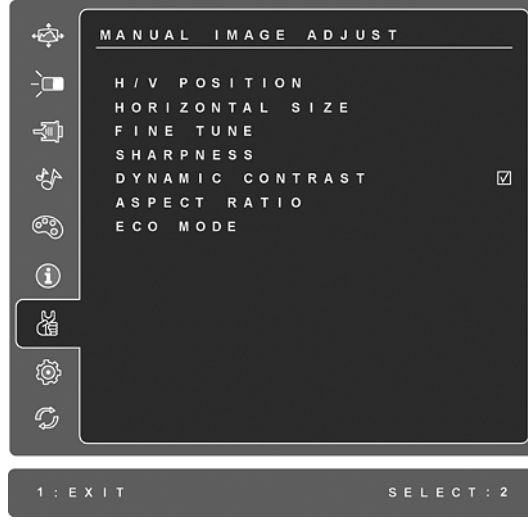 MANUAL IMAGE ADJUST
H/V POSITION
HORIZONTAL SIZE
FINE TUNE
SHARPNESS
DYNAMIC CONTRAST
ASPECT RATIO
ECO MODE
1:EXIT SELECT:2